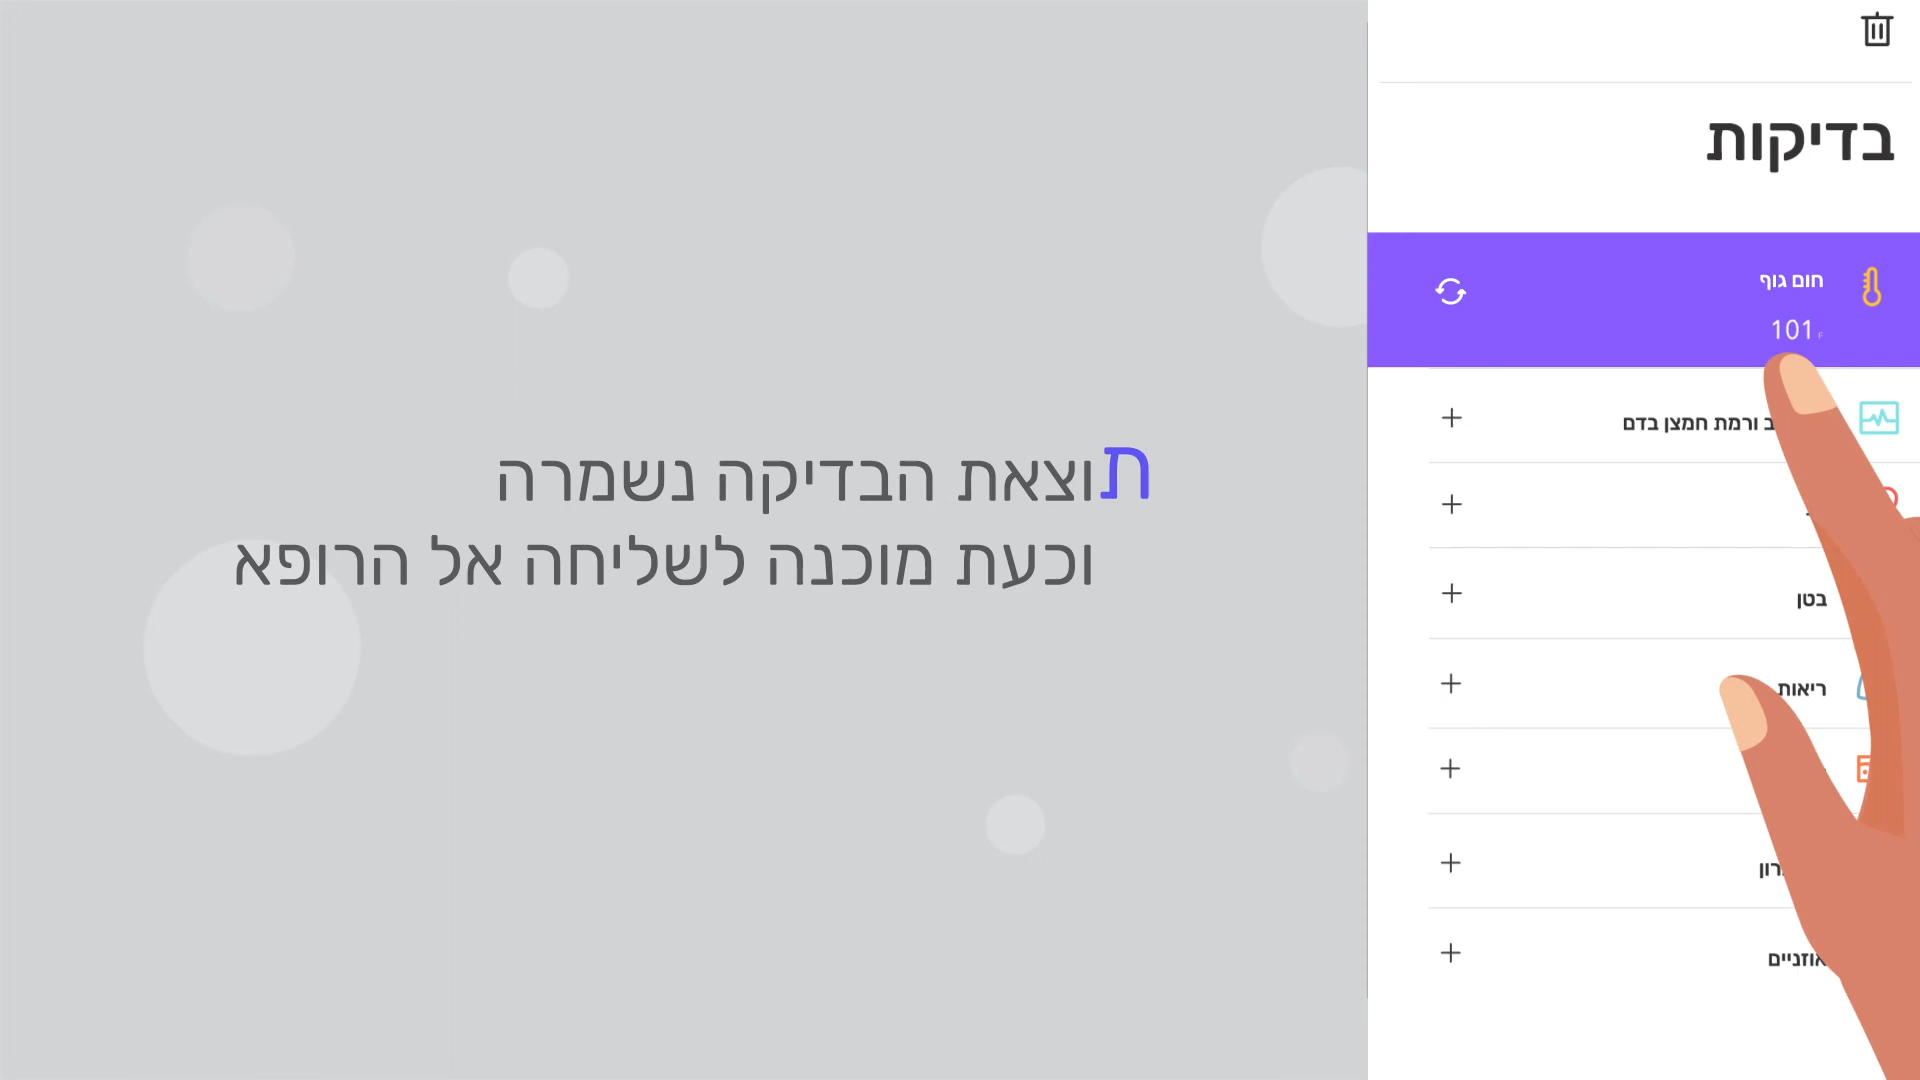 תוצאת הבדיקה נשמרה
וכעת מוכנה לשליחה אל הרופא
בדיקות
חום גוף
101 F
ורמת חמצן בדם
בטן
ריאות
אוזניים